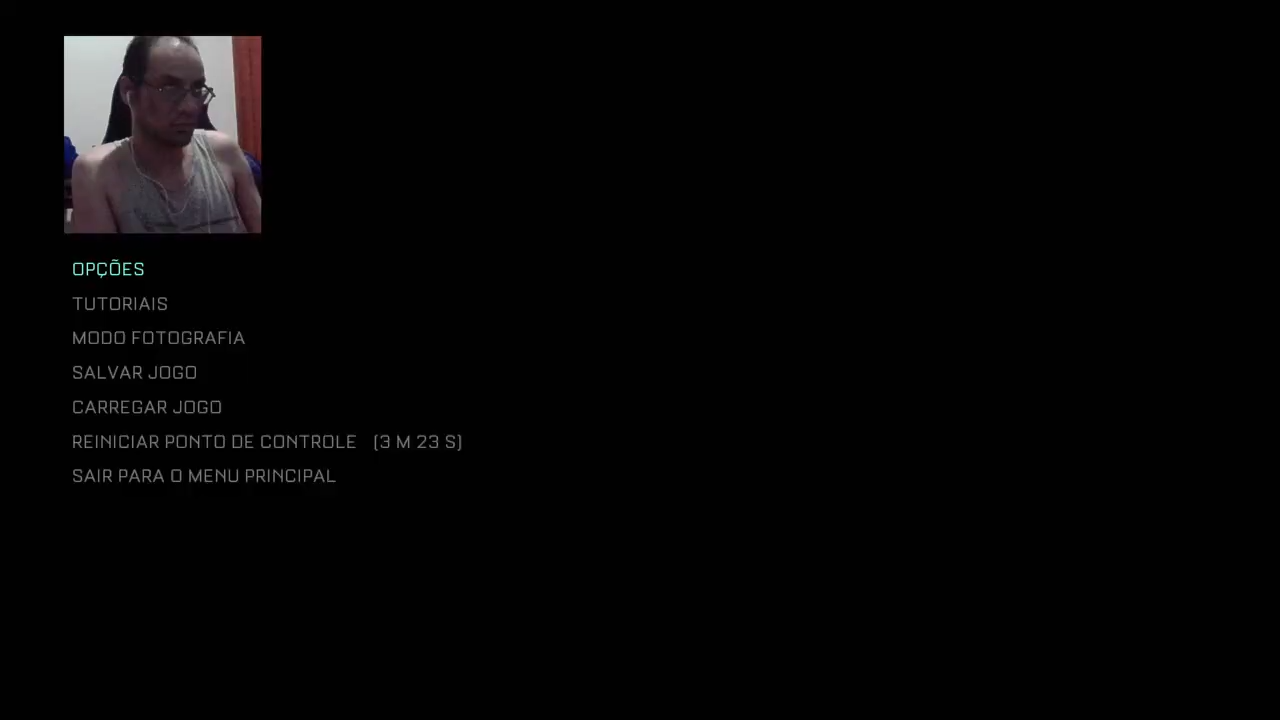 OPÇÕES
TUTORIAIS
MODO FOTOGRAFIA
SALVAR JOGO
CARREGAR JOGO
REINICIAR PONTO DE CONTROLE (3 M 23 S)
SAIR PARA O MENU PRINCIPAL